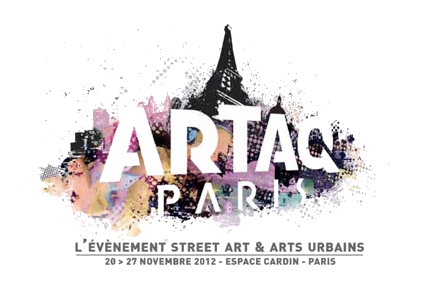 ARTAQ
PARIS
L'ÉVÈNEMENT STREET ART & ARTS URBAINS
20 > 27 NOVEMBRE 2012 - ESPACE CARDIN - PARIS